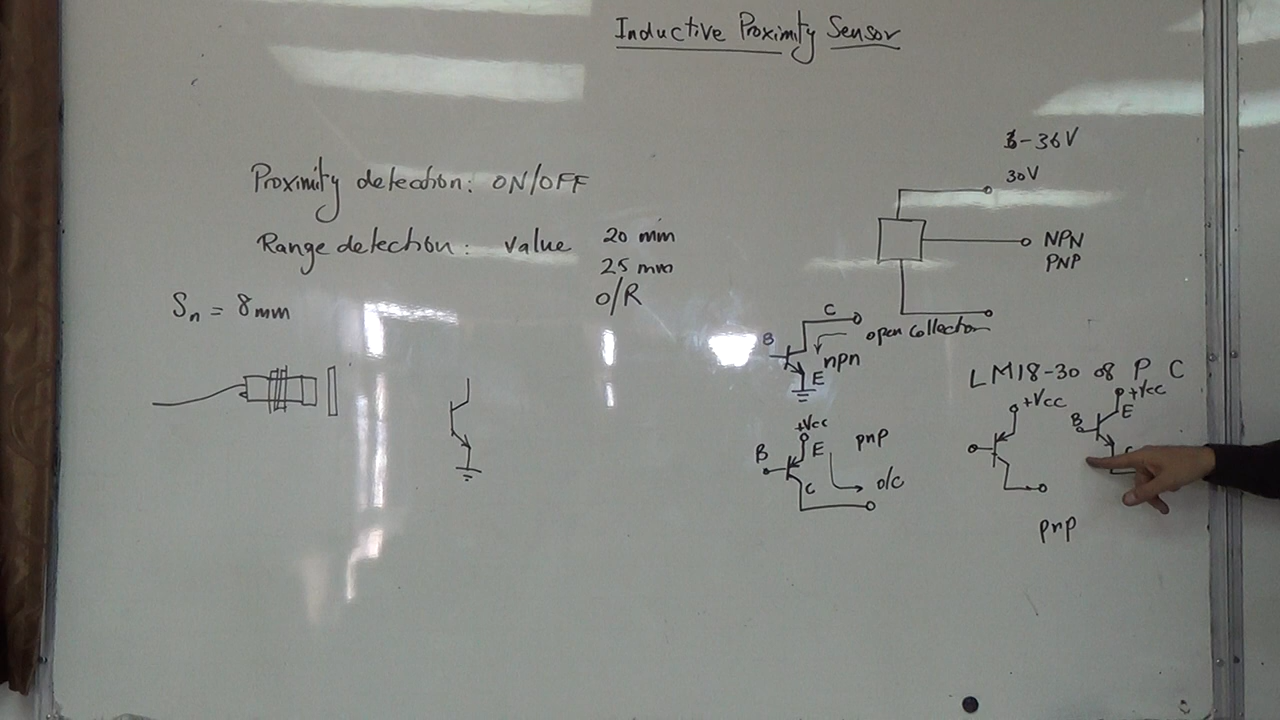 Inductive Proximity Sensor
Proximity detection: ON/OFF
Range detection: value 20 mm
25 mm
O/R
Sn = 8mm
6-36V
30V
NPN
PNP
open collector
C
B
npn
E
+Vcc
B
E
pnp
C
o/c
LM18-30 08 P C
+Vcc
+Vcc
B
E
C
pnp